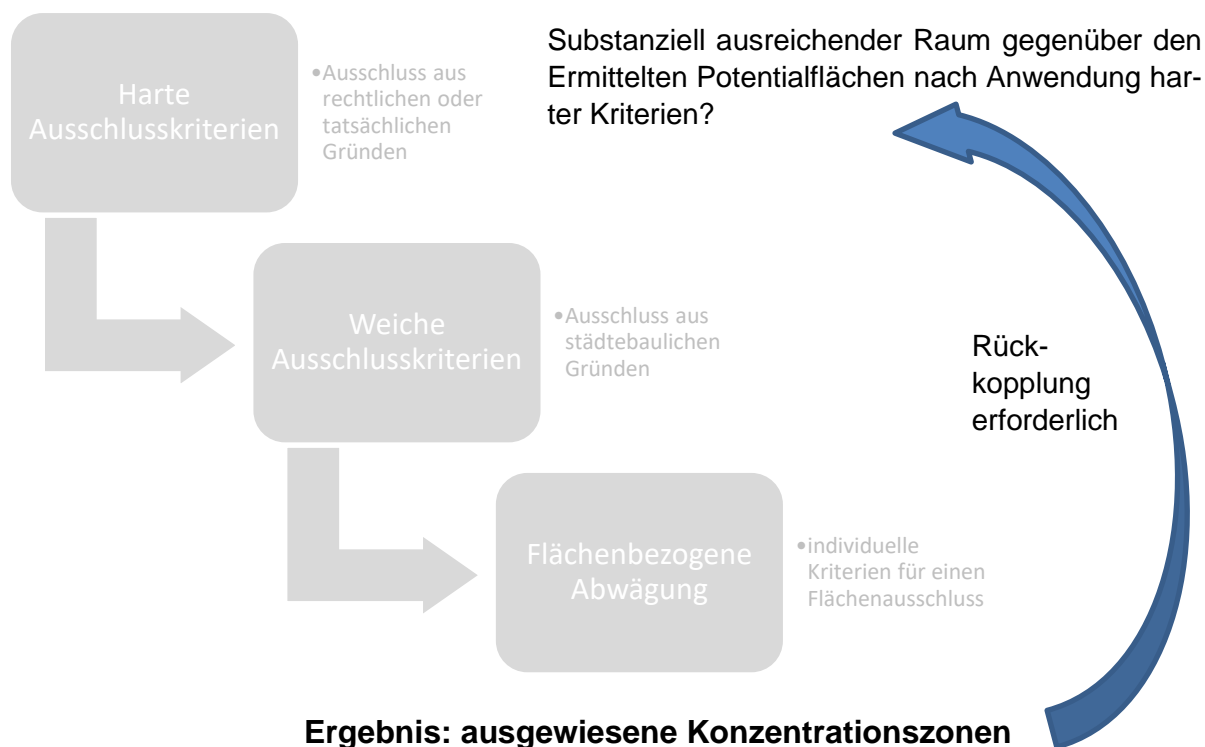 Substanziell ausreichender Raum gegenüber den
Ermittelten Potentialflächen nach Anwendung har-
ter Kriterien?
Harte
Ausschlusskriterien
•Ausschluss aus
rechtlichen oder
tatsächlichen
Gründen
Weiche
Ausschlusskriterien
•Ausschluss aus
städtebaulichen
Gründen
Rück-
kopplung
erforderlich
Flächenbezogene
Abwägung
•individuelle
Kriterien für einen
Flächenausschluss
Ergebnis: ausgewiesene Konzentrationszonen